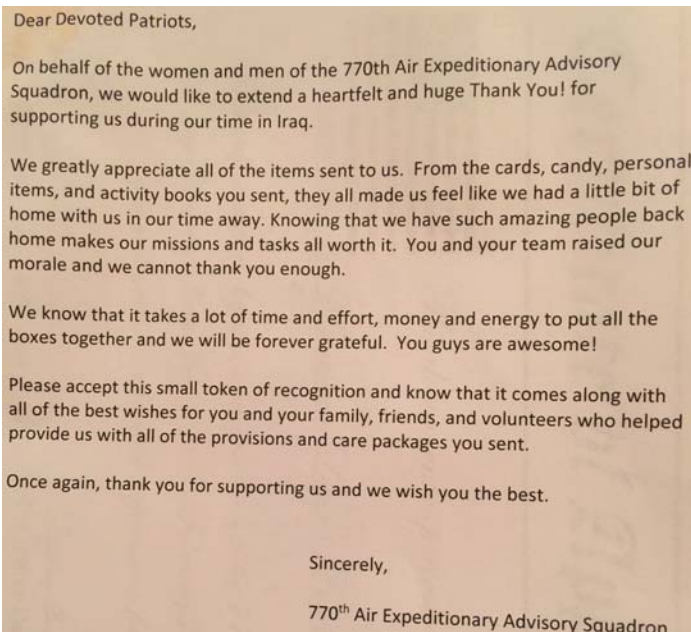 Dear Devoted Patriots,
On behalf of the women and men of the 770th Air Expeditionary Advisory
Squadron, we would like to extend a heartfelt and huge Thank You! for
supporting us during our time in Iraq.
We greatly appreciate all of the items sent to us. From the cards, candy, personal
items, and activity books you sent, they all made us feel like we had a little bit of
home with us in our time away. Knowing that we have such amazing people back
home makes our missions and tasks all worth it. You and your team raised our
morale and we cannot thank you enough.
We know that it takes a lot of time and effort, money and energy to put all the
boxes together and we will be forever grateful. You guys are awesome!
Please accept this small token of recognition and know that it comes along with
all of the best wishes for you and your family, friends, and volunteers who helped
provide us with all of the provisions and care packages you sent.
Once again, thank you for supporting us and we wish you the best.
Sincerely,
770th Air Expeditionary Advisory Squadron